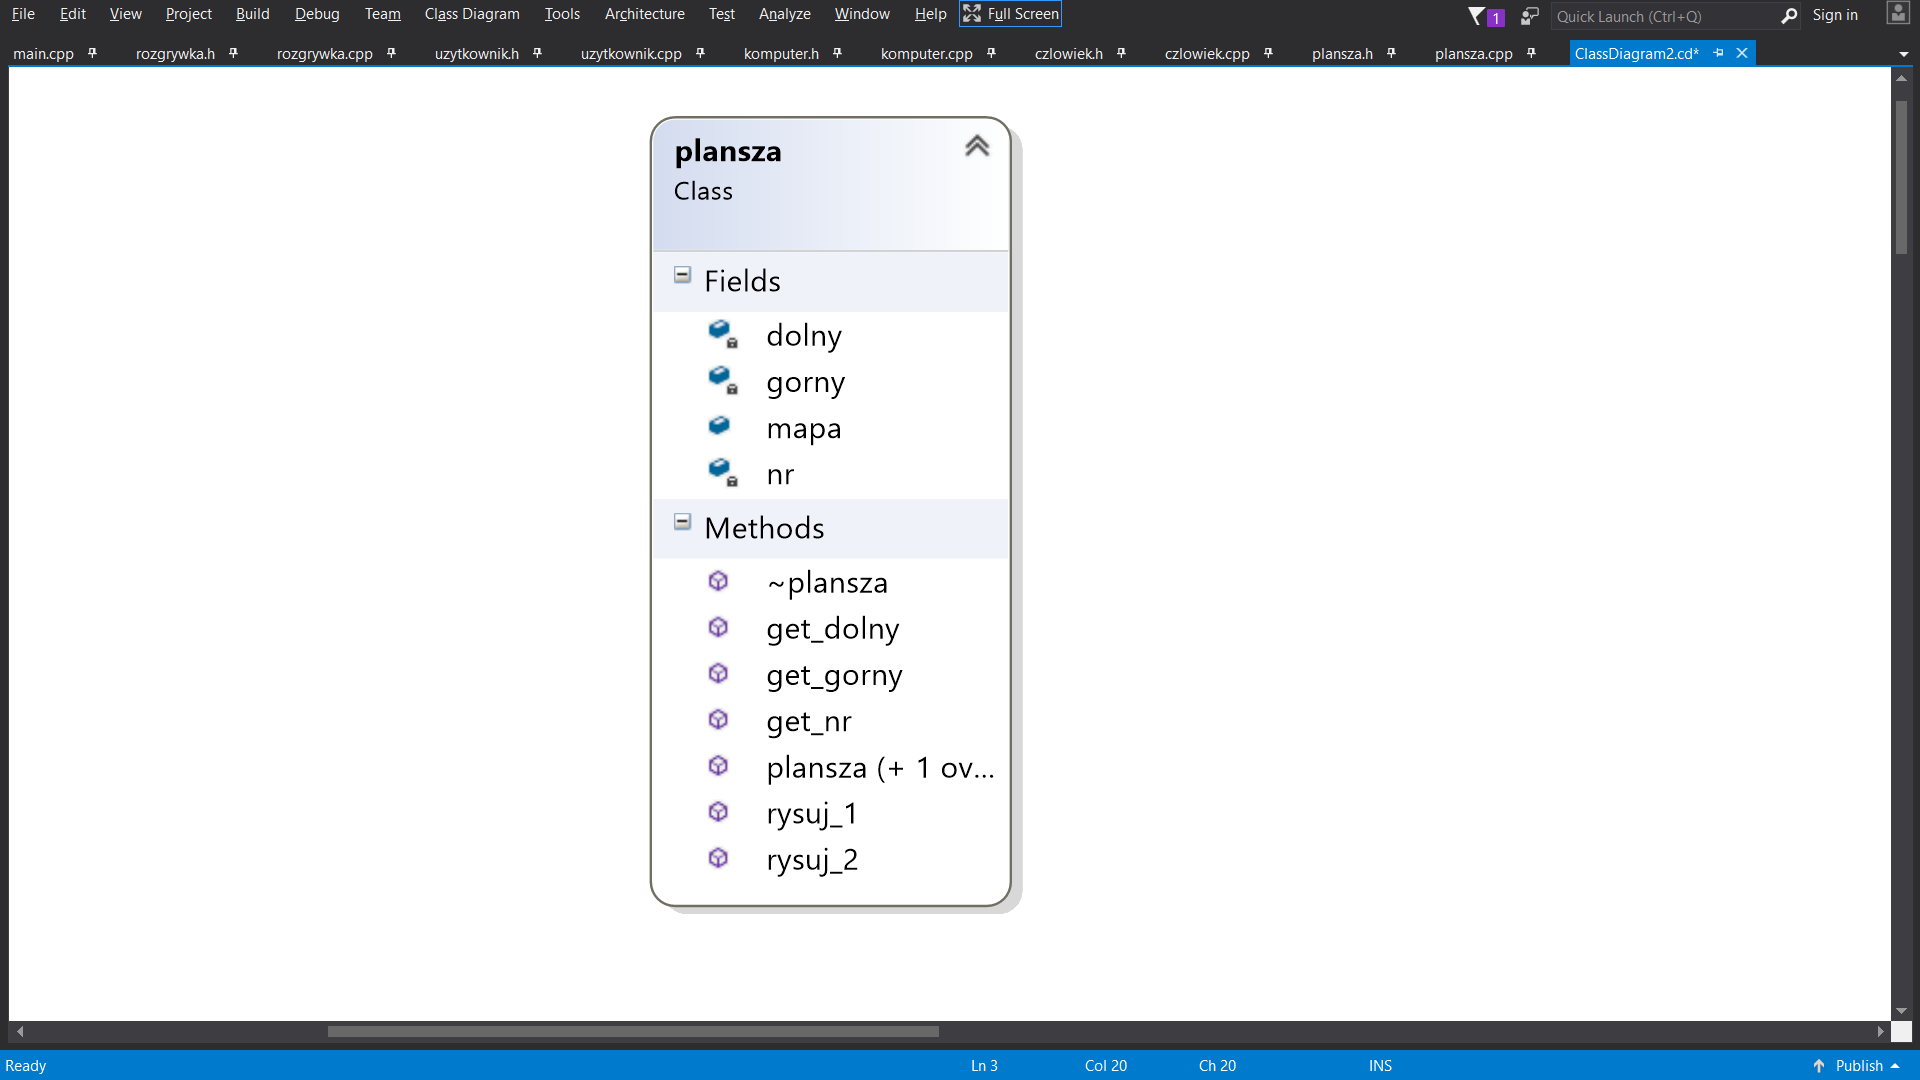 File Edit View Project Build Debug Team Class Diagram Tools Architecture Test Analyze Window Help Full Screen 1 Quick Launch (Ctrl+Q) Sign in
main.cpp rozgrywka.h rozgrywka.cpp uzytkownik.h uzytkownik.cpp komputer.h komputer.cpp czlowiek.h czlowiek.cpp plansza.h plansza.cpp ClassDiagram2.cd*
plansza
Class
Fields
dolny
gorny
mapa
nr
Methods
~plansza
get_dolny
get_gorny
get_nr
plansza (+ 1 ov...
rysuj_1
rysuj_2
Ready Ln 3 Col 20 Ch 20 INS Publish